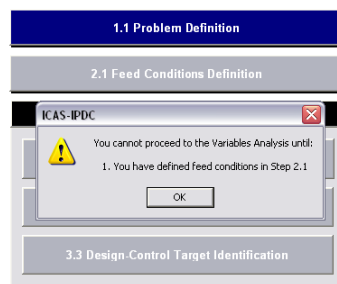 1.1 Problem Definition
2.1 Feed Conditions Definition
ICAS-IPDC
You cannot proceed to the Variables Analysis until:
1. You have defined feed conditions in Step 2.1
OK
3.3 Design-Control Target Identification